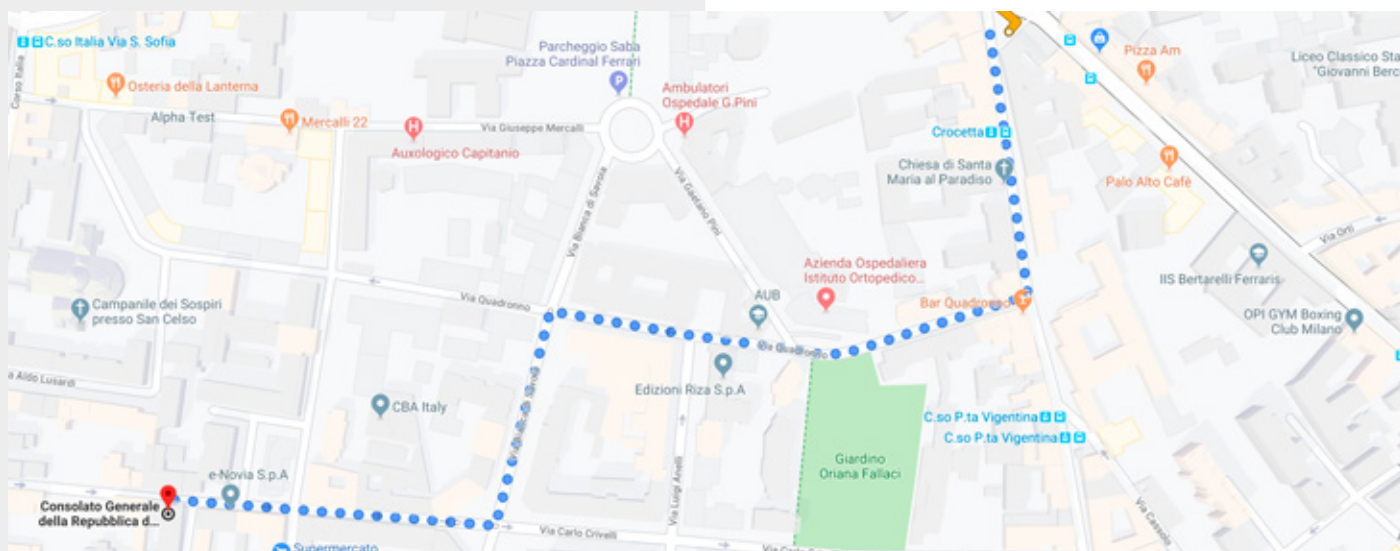 C.so Italia Via S. Sofia
Corso Italia
Osteria della Lanterna
Alpha Test
Mercalli 22
Auxologico Capitanio
Via Giuseppe Mercalli
Parcheggio Saba
Piazza Cardinal Ferrari
P
Ambulatori
Ospedale G.Pini
Via Bianca di Savoia
Via Gaetano Pini
Crocetta
Chiesa di Santa
Maria al Paradiso
Pizza Am
Liceo Classico Sta
"Giovanni Berc
Palo Alto Cafè
Via Orti
IIS Bertarelli Ferraris
OPI GYM Boxing
Club Milano
Campanile dei Sospiri
presso San Celso
Via Quadronno
AUB
Azienda Ospedaliera
Istituto Ortopedico...
Bar Quadronno
Via Quadronno
a Aldo Lusardi
CBA Italy
Edizioni Riza S.p.A
C.so P.ta Vigentina
C.so P.ta Vigentina
Giardino
Oriana Fallaci
e-Novia S.p.A
Consolato Generale
della Repubblica d...
Via Luigi Anelli
Via Carlo Crivelli
Via Cassolo
Supermercato